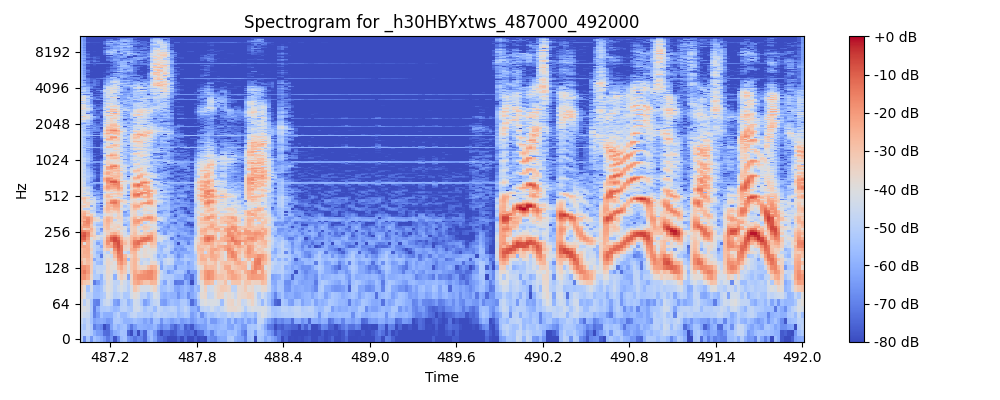 Spectrogram for _h30HBYxtws_487000_492000
Hz
8192
4096
2048
1024
512
256
128
64
0
487.2 487.8 488.4 489.0 489.6 490.2 490.8 491.4 492.0
Time
+0 dB
-10 dB
-20 dB
-30 dB
-40 dB
-50 dB
-60 dB
-70 dB
-80 dB